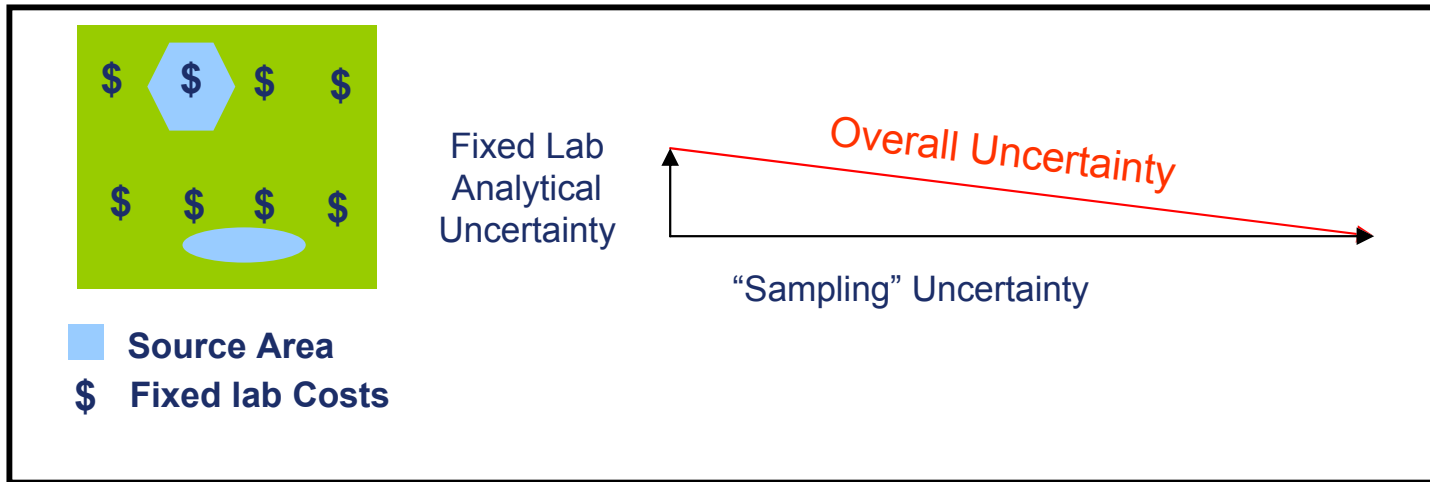 $ $ $ $
$ $ $ $
Source Area
$ Fixed lab Costs
Fixed Lab
Analytical
Uncertainty
Overall Uncertainty
“Sampling” Uncertainty